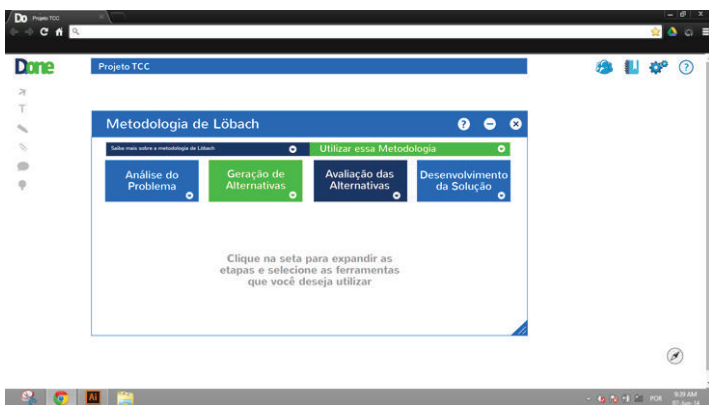 Do Projeto TCC
Done
Projeto TCC
?
Metodologia de Löbach
?
Saiba mais sobre a metodologia de Löbach
Utilizar essa Metodologia
Análise do
Problema
Geração de
Alternativas
Avaliação das
Alternativas
Desenvolvimento
da Solução
Clique na seta para expandir as
etapas e selecione as ferramentas
que você deseja utilizar
Ai
POR
9:39 AM